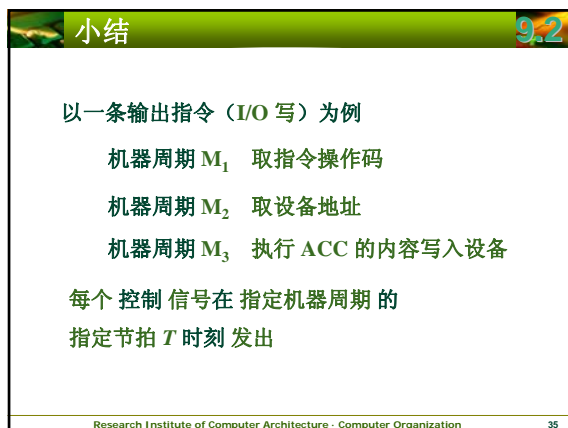 小结
9.2
以一条输出指令（I/O 写）为例
机器周期 M₁ 取指令操作码
机器周期 M₂ 取设备地址
机器周期 M₃ 执行 ACC 的内容写入设备
每个 控制 信号在 指定机器周期 的
指定节拍 T 时刻 发出
Research Institute of Computer Architecture - Computer Organization 35